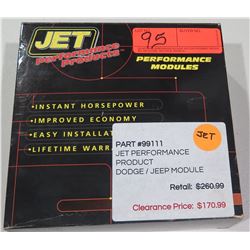 JET
performance
Products
95
PERFORMANCE
MODULES
•INSTANT HORSEPOWER
•IMPROVED ECONOMY
•EASY INSTALLAT
•LIFETIME WARR
PART #99111
JET PERFORMANCE
PRODUCT
DODGE / JEEP MODULE
Retail: $260.99
Clearance Price: $170.99
JET